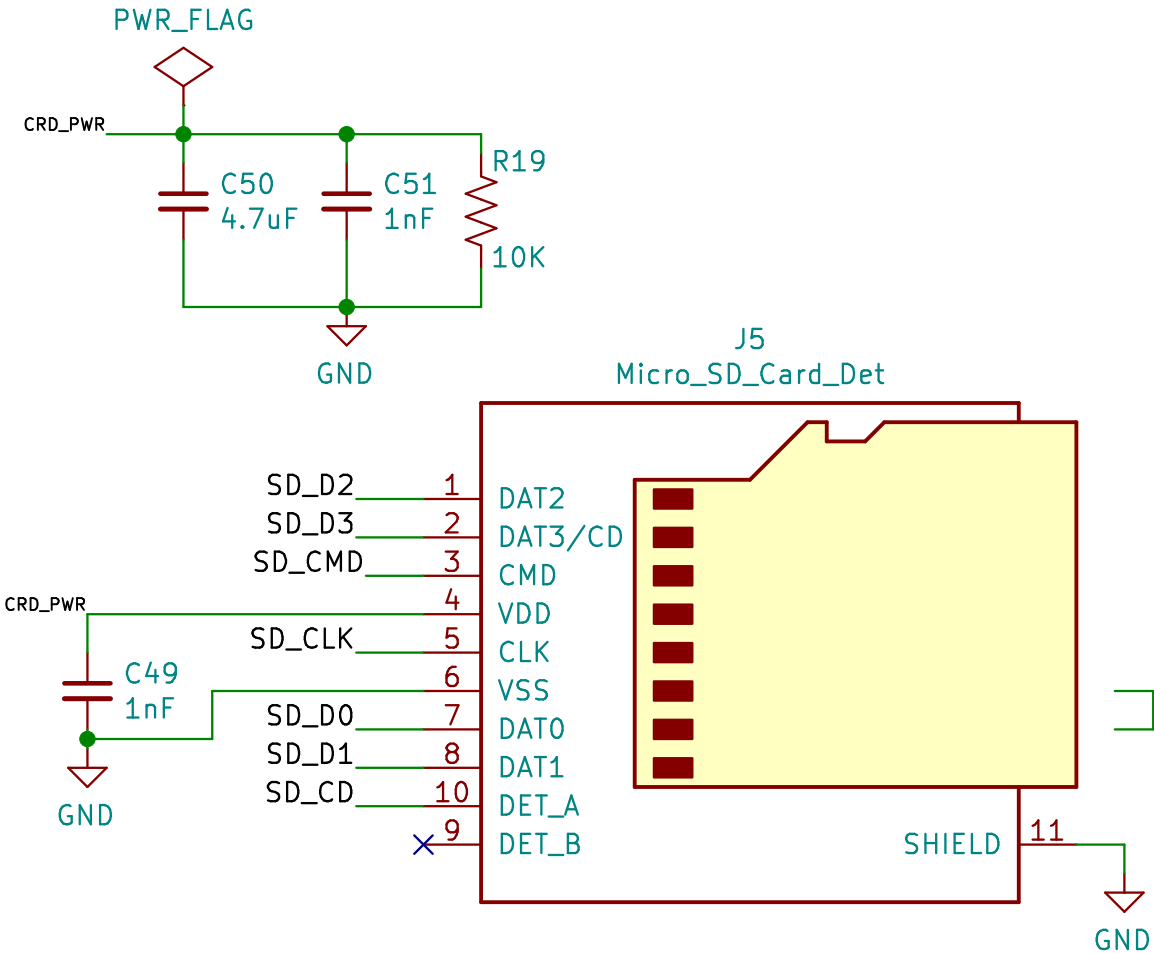 PWR_FLAG
CRD_PWR
C50
4.7uF
C51
1nF
R19
10K
GND
J5
Micro_SD_Card_Det
SD_D2 1 DAT2
SD_D3 2 DAT3/CD
SD_CMD 3 CMD
CRD_PWR 4 VDD
SD_CLK 5 CLK
C49
1nF
6 VSS
SD_D0 7 DAT0
SD_D1 8 DAT1
SD_CD 10 DET_A
GND
9 DET_B
SHIELD 11
GND